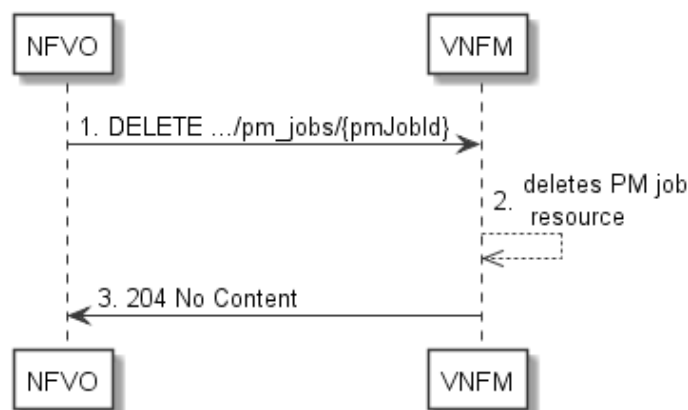 NFVO
VNFM
1. DELETE .../pm_jobs/{pmJobId}
2. deletes PM job
resource
3. 204 No Content
NFVO
VNFM